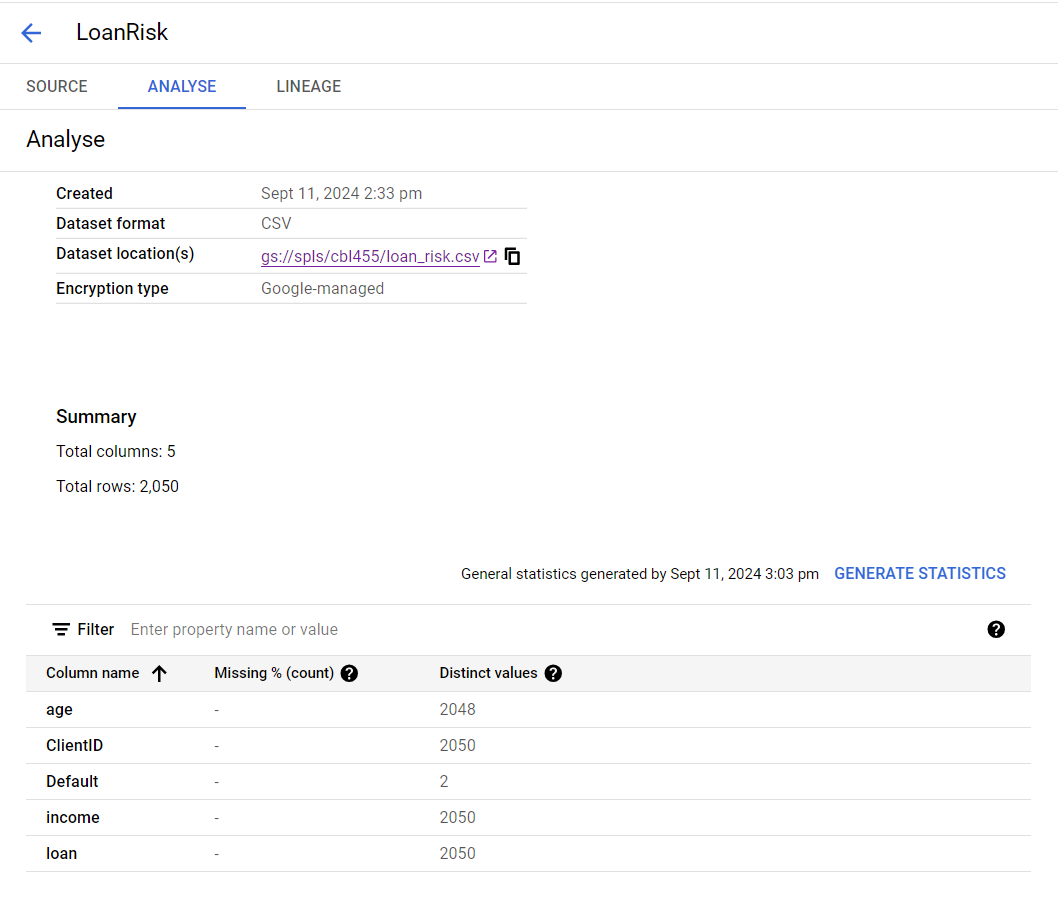 LoanRisk
SOURCE ANALYSE LINEAGE
Analyse
Created Sept 11, 2024 2:33 pm
Dataset format CSV
Dataset location(s) gs://spls/cbl455/loan_risk.csv
Encryption type Google-managed
Summary
Total columns: 5
Total rows: 2,050
General statistics generated by Sept 11, 2024 3:03 pm GENERATE STATISTICS
Filter Enter property name or value
Column name Missing % (count) Distinct values
age - 2048
ClientID - 2050
Default - 2
income - 2050
loan - 2050